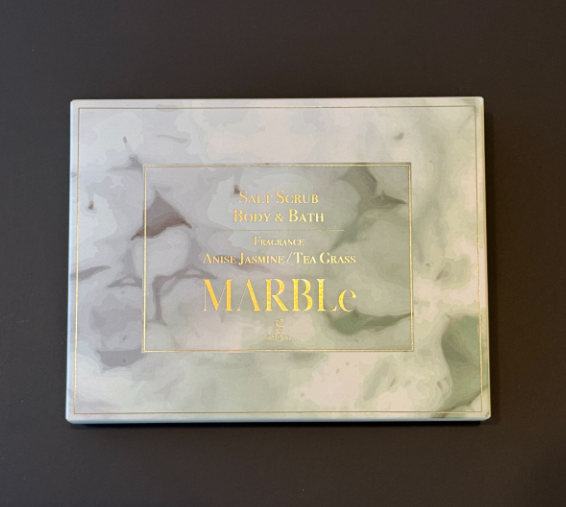 SALT SCRUB
BODY & BATH
FRAGRANCE
ANISE JASMINE/TEA GRASS
MARBLe